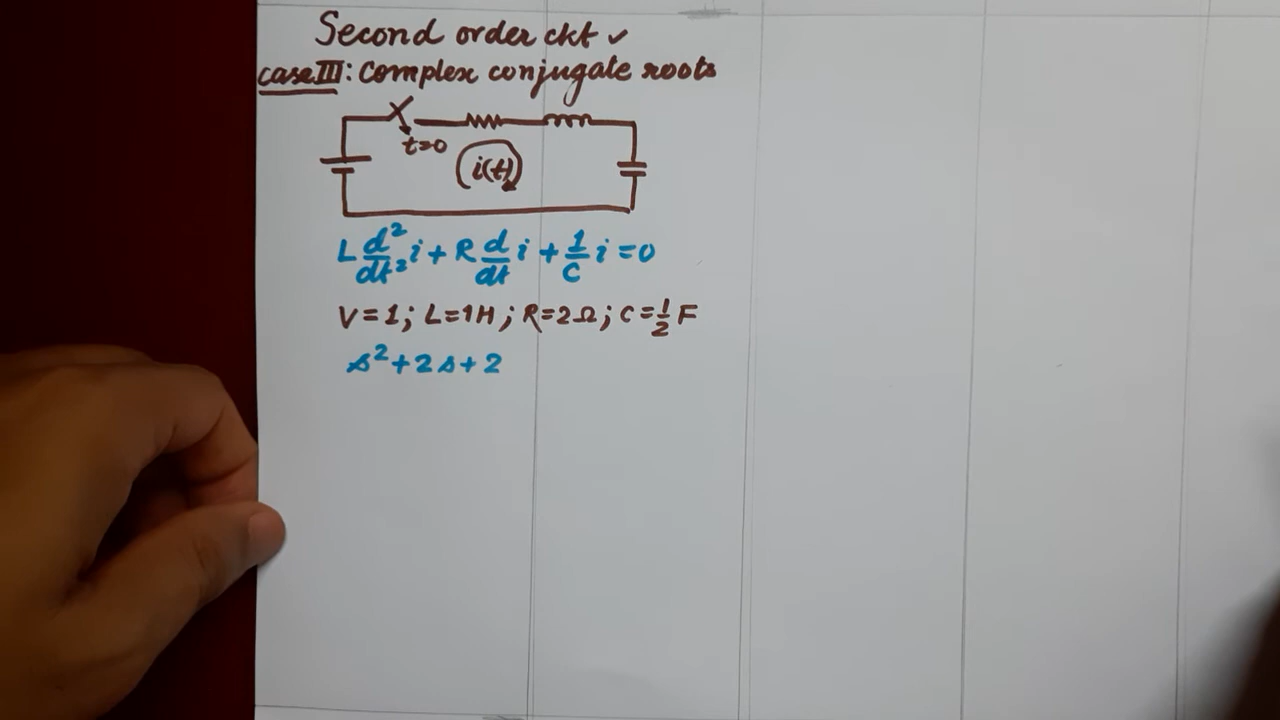 Second order ckt ✓
case III: Complex conjugate roots
t=0
i(t)
L d²/dt² i + R d/dt i + 1/C i = 0
V=1; L=1H; R=2Ω; C=1/2 F
s²+2s+2